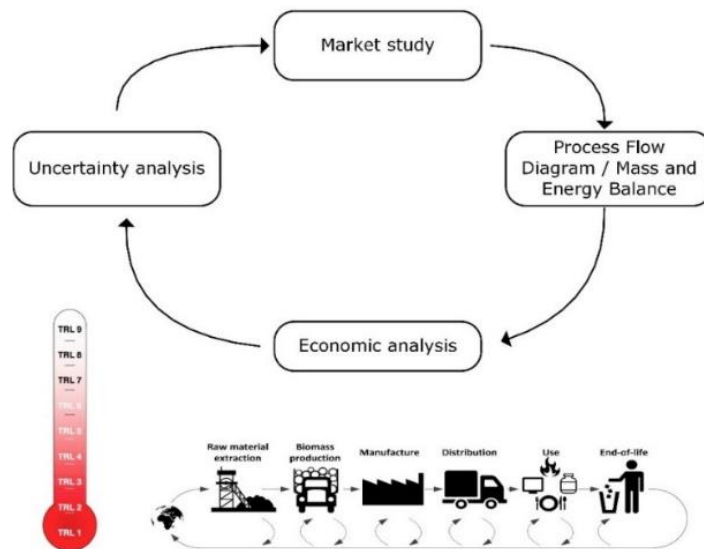 Market study
Uncertainty analysis
Process Flow
Diagram / Mass and
Energy Balance
Economic analysis
TRL 9
TRL 8
TRL 7
TRL 6
TRL 5
TRL 4
TRL 3
TRL 2
TRL 1
Raw material
extraction
Biomass
production
Manufacture
Distribution
Use
End-of-life